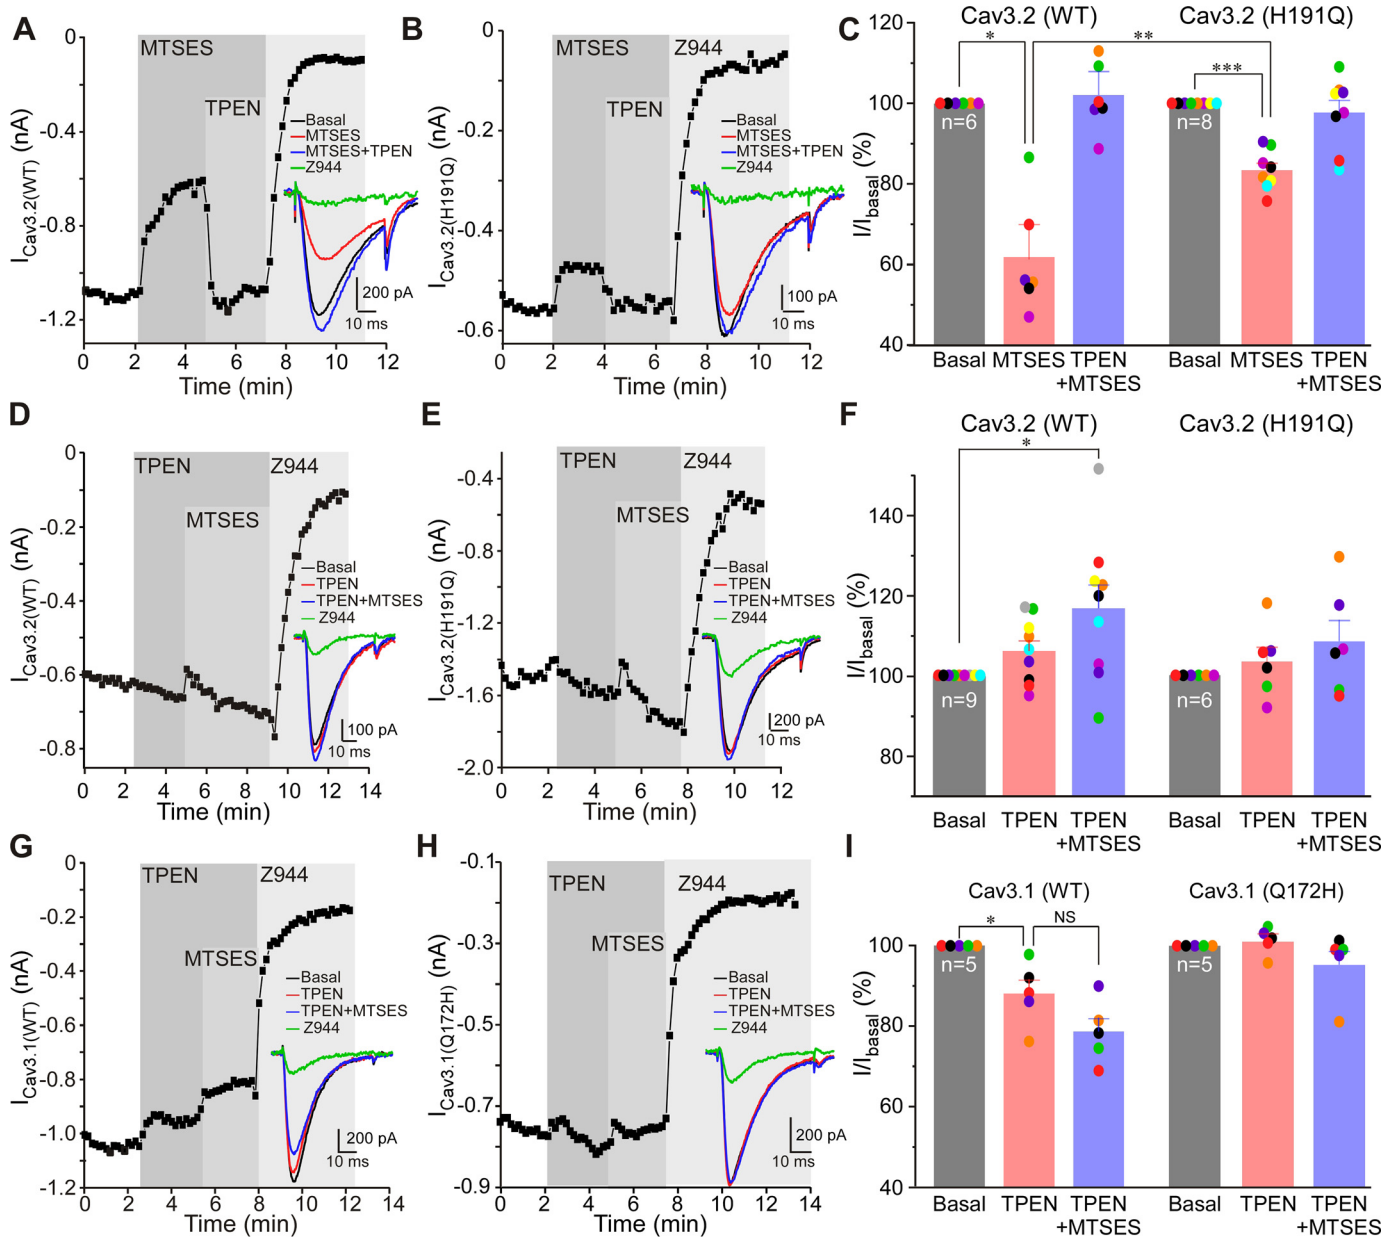 A
I Cav3.2(WT) (nA)
0
-0.4
-0.8
-1.2
MTSES
TPEN
Basal
MTSES
MTSES+TPEN
Z944
200 pA
10 ms
0 2 4 6 8 10 12
Time (min)
B
I Cav3.2(H191Q) (nA)
0
-0.2
-0.4
-0.6
MTSES
TPEN
Z944
Basal
MTSES
MTSES+TPEN
Z944
100 pA
10 ms
0 2 4 6 8 10 12
Time (min)
C
Cav3.2 (WT) Cav3.2 (H191Q)
I/Ibasal (%)
120
100
80
60
40
* ** ***
n=6 n=8
Basal MTSES TPEN Basal MTSES TPEN
+MTSES +MTSES
D
I Cav3.2(WT) (nA)
0
-0.2
-0.4
-0.6
-0.8
TPEN
MTSES
Z944
Basal
TPEN
TPEN+MTSES
Z944
100 pA
10 ms
0 2 4 6 8 10 12 14
Time (min)
E
I Cav3.2(H191Q) (nA)
-0.4
-0.8
-1.2
-1.6
-2.0
TPEN
MTSES
Z944
Basal
TPEN
TPEN+MTSES
Z944
200 pA
10 ms
0 2 4 6 8 10 12
Time (min)
F
Cav3.2 (WT) Cav3.2 (H191Q)
I/Ibasal (%)
140
120
100
80
*
n=9 n=6
Basal TPEN TPEN Basal TPEN TPEN
+MTSES +MTSES
G
I Cav3.1(WT) (nA)
0
-0.2
-0.4
-0.6
-0.8
-1.0
-1.2
TPEN
MTSES
Z944
Basal
TPEN
TPEN+MTSES
Z944
200 pA
10 ms
0 2 4 6 8 10 12 14
Time (min)
H
I Cav3.1(Q172H) (nA)
-0.1
-0.3
-0.5
-0.7
-0.9
TPEN
MTSES
Z944
Basal
TPEN
TPEN+MTSES
Z944
200 pA
10 ms
0 2 4 6 8 10 12 14
Time (min)
I
Cav3.1 (WT) Cav3.1 (Q172H)
I/Ibasal (%)
100
80
60
40
* NS
n=5 n=5
Basal TPEN TPEN Basal TPEN TPEN
+MTSES +MTSES